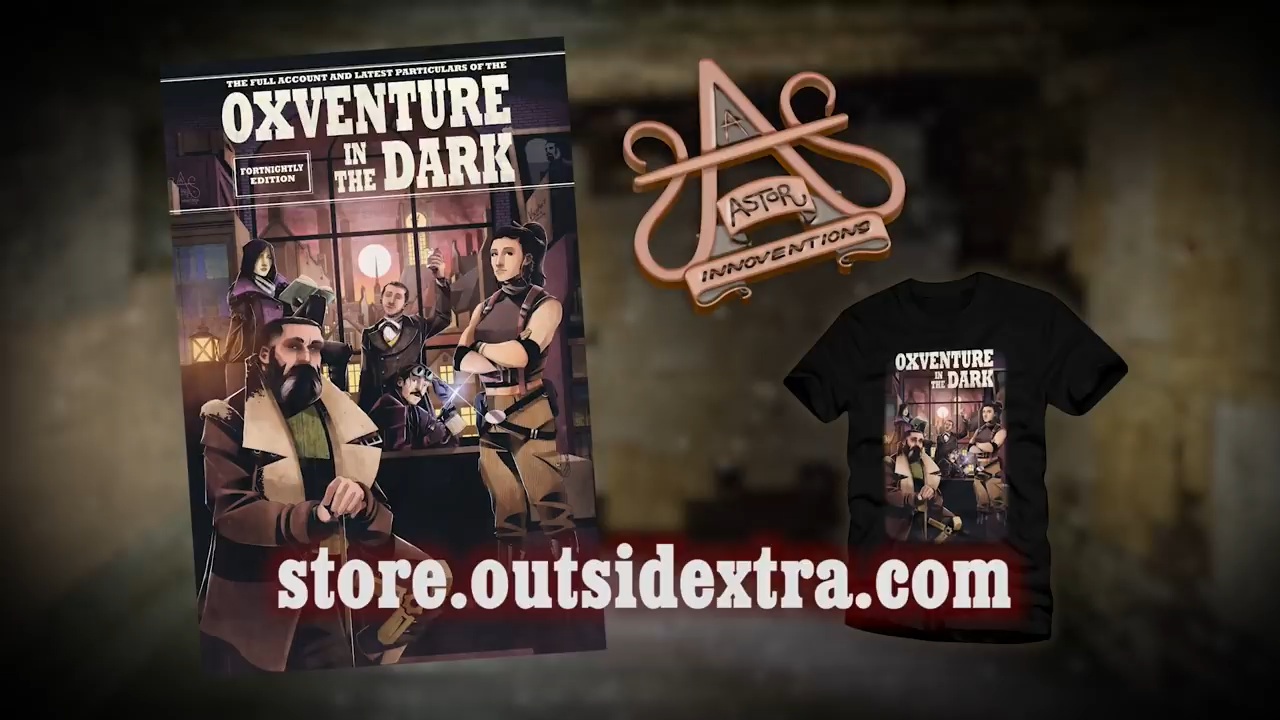 THE FULL ACCOUNT AND LATEST PARTICULARS OF THE
OXVENTURE
IN
THE DARK
FORTNIGHTLY
EDITION
A
ASTOR
INNOVENTIONS
OXVENTURE
IN
THE DARK
store.outsidextra.com